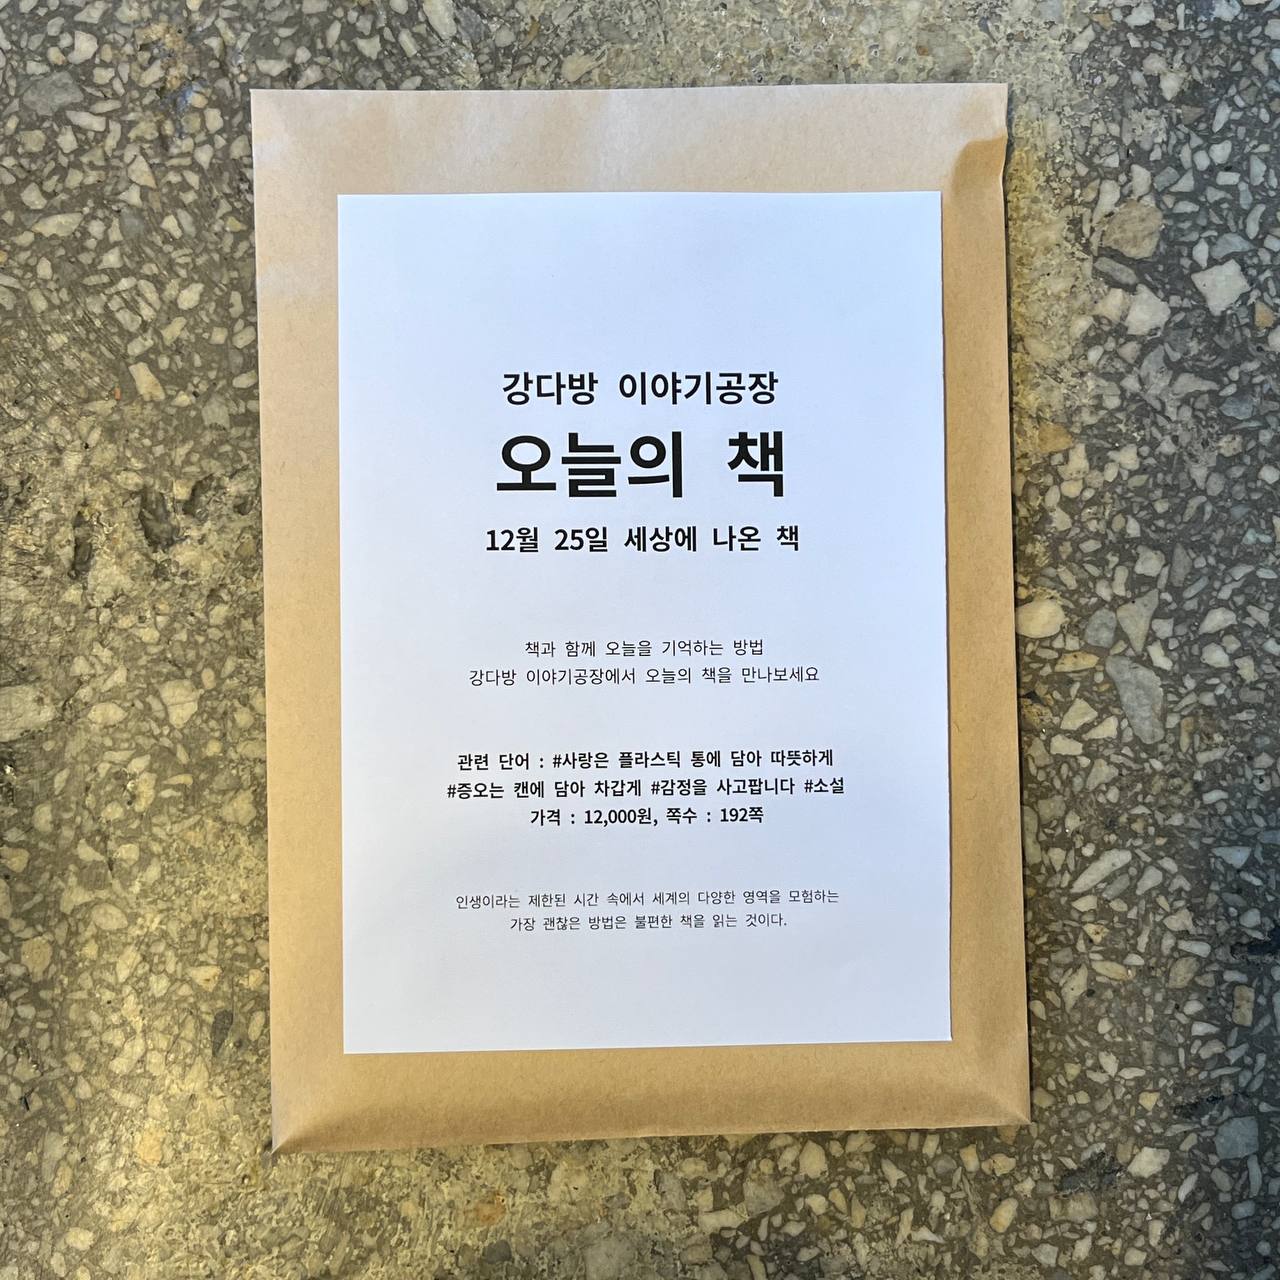 강다방 이야기공장
오늘의 책
12월 25일 세상에 나온 책
책과 함께 오늘을 기억하는 방법
강다방 이야기공장에서 오늘의 책을 만나보세요
관련 단어 : #사랑은 플라스틱 통에 담아 따뜻하게
#증오는 캔에 담아 차갑게 #감정을 사고팝니다 #소설
가격 : 12,000원, 쪽수 : 192쪽
인생이라는 제한된 시간 속에서 세계의 다양한 영역을 모험하는
가장 괜찮은 방법은 불편한 책을 읽는 것이다.